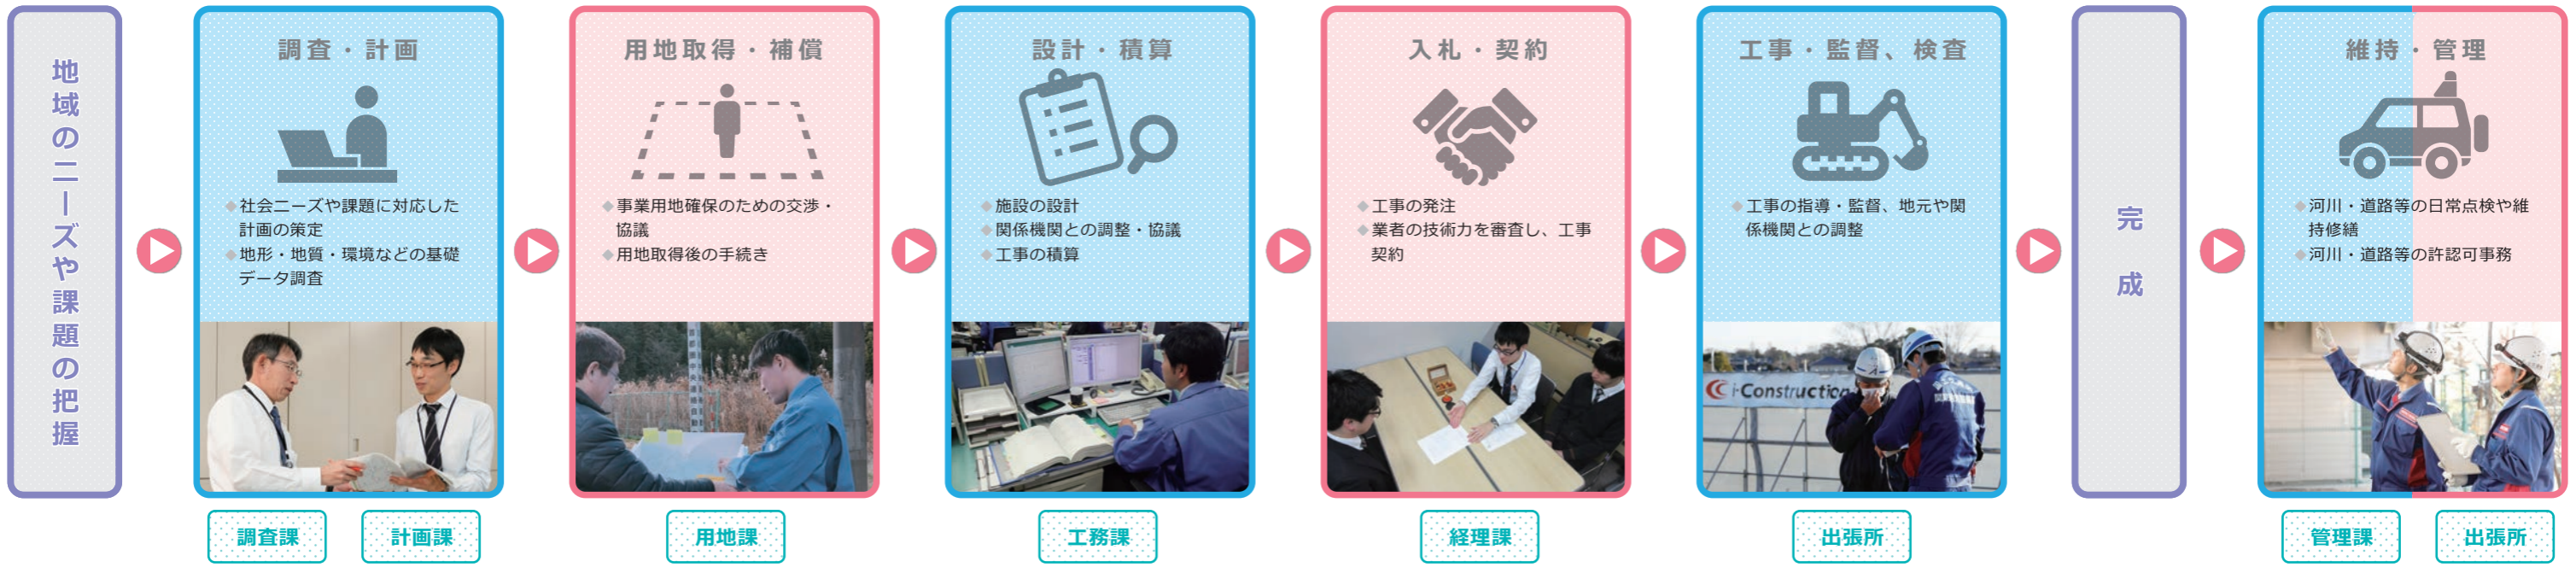 地域のニーズや課題の把握
調査・計画
◆社会ニーズや課題に対応した
計画の策定
◆地形・地質・環境などの基礎
データ調査
調査課
計画課
用地取得・補償
◆事業用地確保のための交渉・
協議
◆用地取得後の手続き
用地課
設計・積算
◆施設の設計
◆関係機関との調整・協議
◆工事の積算
工務課
入札・契約
◆工事の発注
◆業者の技術力を審査し、工事
契約
経理課
工事・監督、検査
◆工事の指導・監督、地元や関
係機関との調整
i-Construction
出張所
完成
維持・管理
◆河川・道路等の日常点検や維
持修繕
◆河川・道路等の許認可事務
管理課
出張所